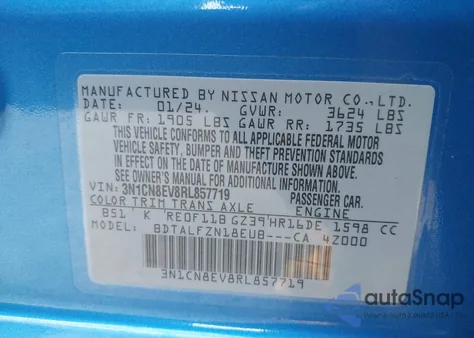 MANUFACTURED BY NISSAN MOTOR CO.,LTD.
DATE: 01/24. GVWR: 3624 LBS
GAWR FR: 1905 LBS GAWR RR: 1735 LBS
THIS VEHICLE CONFORMS TO ALL APPLICABLE FEDERAL MOTOR
VEHICLE SAFETY, BUMPER AND THEFT PREVENTION STANDARDS
IN EFFECT ON THE DATE OF MANUFACTURE SHOWN ABOVE.
SEE OWNER'S MANUAL FOR ADDITIONAL INFORMATION.
VIN: 3N1CN8EV8RL857719 PASSENGER CAR.
COLOR TRIM TRANS AXLE ENGINE
B51 K RE0F11B GZ39 HR16DE 1598 CC
MODEL: BDTALFZN18EU8---CA 42000
3N1CN8EV8RL857719
autoSnap